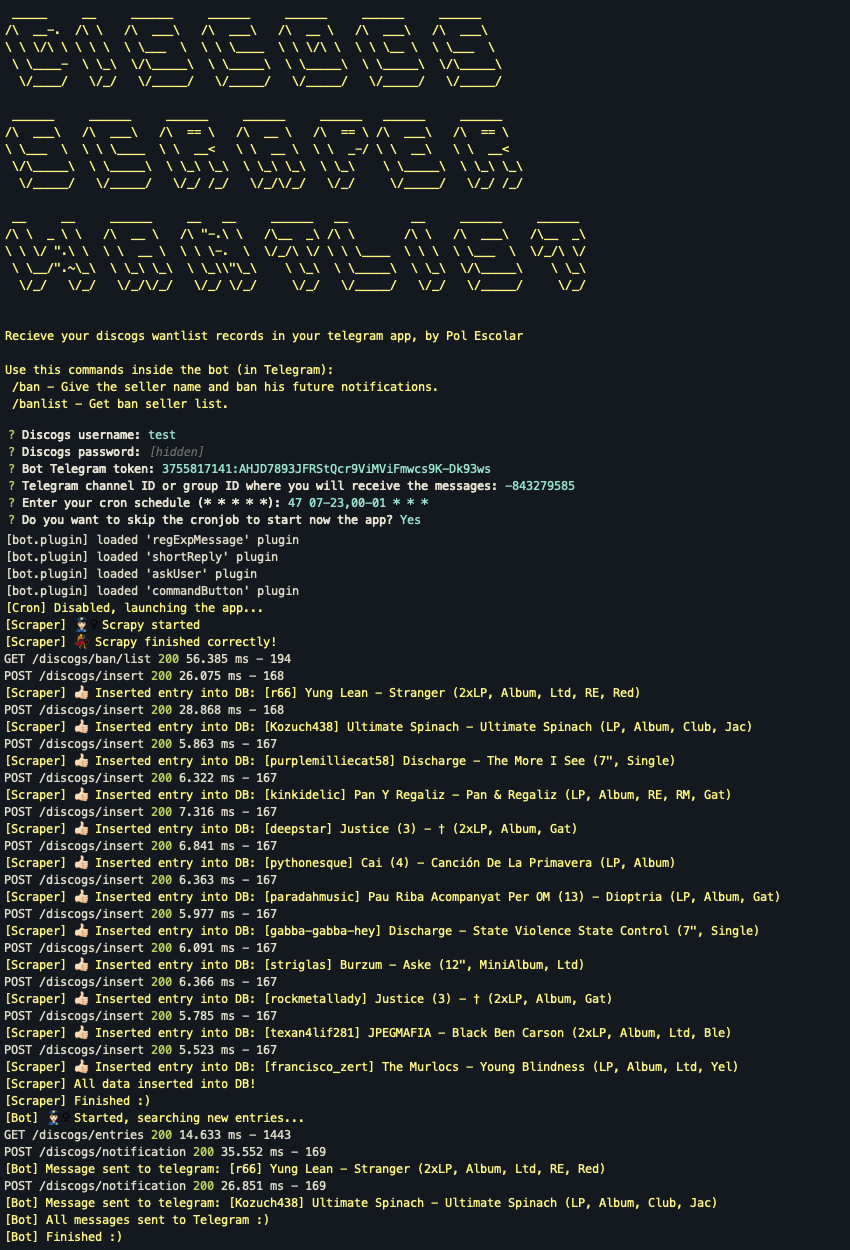 DISCOGS
SCRAPER
WANTLIST
Recieve your discogs wantlist records in your telegram app, by Pol Escolar
Use this commands inside the bot (in Telegram):
/ban - Give the seller name and ban his future notifications.
/banlist - Get ban seller list.
? Discogs username: test
? Discogs password: [hidden]
? Bot Telegram token: 3755817141:AHJD7893JFRStQcr9ViMViFmwcs9K-Dk93ws
? Telegram channel ID or group ID where you will receive the messages: -843279585
? Enter your cron schedule (* * * * *): 47 07-23,00-01 * * *
? Do you want to skip the cronjob to start now the app? Yes
[bot.plugin] loaded 'regExpMessage' plugin
[bot.plugin] loaded 'shortReply' plugin
[bot.plugin] loaded 'askUser' plugin
[bot.plugin] loaded 'commandButton' plugin
[Cron] Disabled, launching the app...
[Scraper] Scrapy started
[Scraper] Scrapy finished correctly!
GET /discogs/ban/list 200 56.385 ms - 194
POST /discogs/insert 200 26.075 ms - 168
[Scraper] 👍🏻 Inserted entry into DB: [r66] Yung Lean - Stranger (2xLP, Album, Ltd, RE, Red)
POST /discogs/insert 200 28.868 ms - 168
[Scraper] 👍🏻 Inserted entry into DB: [Kozuch438] Ultimate Spinach - Ultimate Spinach (LP, Album, Club, Jac)
POST /discogs/insert 200 5.863 ms - 167
[Scraper] 👍🏻 Inserted entry into DB: [purplemilliecat58] Discharge - The More I See (7", Single)
POST /discogs/insert 200 6.322 ms - 167
[Scraper] 👍🏻 Inserted entry into DB: [kinkidelic] Pan Y Regaliz - Pan & Regaliz (LP, Album, RE, RM, Gat)
POST /discogs/insert 200 7.316 ms - 167
[Scraper] 👍🏻 Inserted entry into DB: [deepstar] Justice (3) - † (2xLP, Album, Gat)
POST /discogs/insert 200 6.841 ms - 167
[Scraper] 👍🏻 Inserted entry into DB: [pythonesque] Cai (4) - Canción De La Primavera (LP, Album)
POST /discogs/insert 200 6.363 ms - 167
[Scraper] 👍🏻 Inserted entry into DB: [paradahmusic] Pau Riba Acompanyat Per OM (13) - Dioptria (LP, Album, Gat)
POST /discogs/insert 200 5.977 ms - 167
[Scraper] 👍🏻 Inserted entry into DB: [gabba-gabba-hey] Discharge - State Violence State Control (7", Single)
POST /discogs/insert 200 6.091 ms - 167
[Scraper] 👍🏻 Inserted entry into DB: [striglas] Burzum - Aske (12", MiniAlbum, Ltd)
POST /discogs/insert 200 6.366 ms - 167
[Scraper] 👍🏻 Inserted entry into DB: [rockmetallady] Justice (3) - † (2xLP, Album, Gat)
POST /discogs/insert 200 5.785 ms - 167
[Scraper] 👍🏻 Inserted entry into DB: [texan4lif281] JPEGMAFIA - Black Ben Carson (2xLP, Album, Ltd, Ble)
POST /discogs/insert 200 5.523 ms - 167
[Scraper] 👍🏻 Inserted entry into DB: [francisco_zert] The Murlocs - Young Blindness (LP, Album, Ltd, Yel)
[Scraper] All data inserted into DB!
[Scraper] Finished :)
[Bot] Started, searching new entries...
GET /discogs/entries 200 14.633 ms - 1443
POST /discogs/notification 200 35.552 ms - 169
[Bot] Message sent to telegram: [r66] Yung Lean - Stranger (2xLP, Album, Ltd, RE, Red)
POST /discogs/notification 200 26.851 ms - 169
[Bot] Message sent to telegram: [Kozuch438] Ultimate Spinach - Ultimate Spinach (LP, Album, Club, Jac)
[Bot] All messages sent to Telegram :)
[Bot] Finished :)